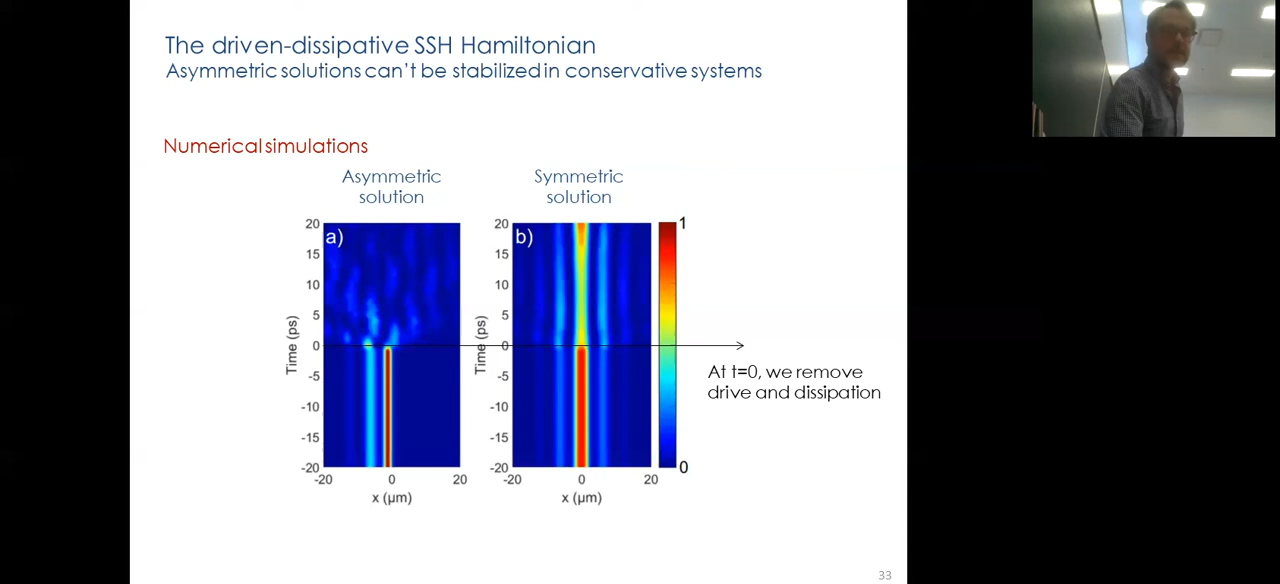 The driven-dissipative SSH Hamiltonian
Asymmetric solutions can't be stabilized in conservative systems
Numerical simulations
Asymmetric
solution
Symmetric
solution
a)
20
15
10
5
0
-5
-10
-15
-20
Time (ps)
-20
0
20
x (µm)
b)
20
15
10
5
0
-5
-10
-15
-20
Time (ps)
-20
0
20
x (µm)
1
0
At t=0, we remove
drive and dissipation
33